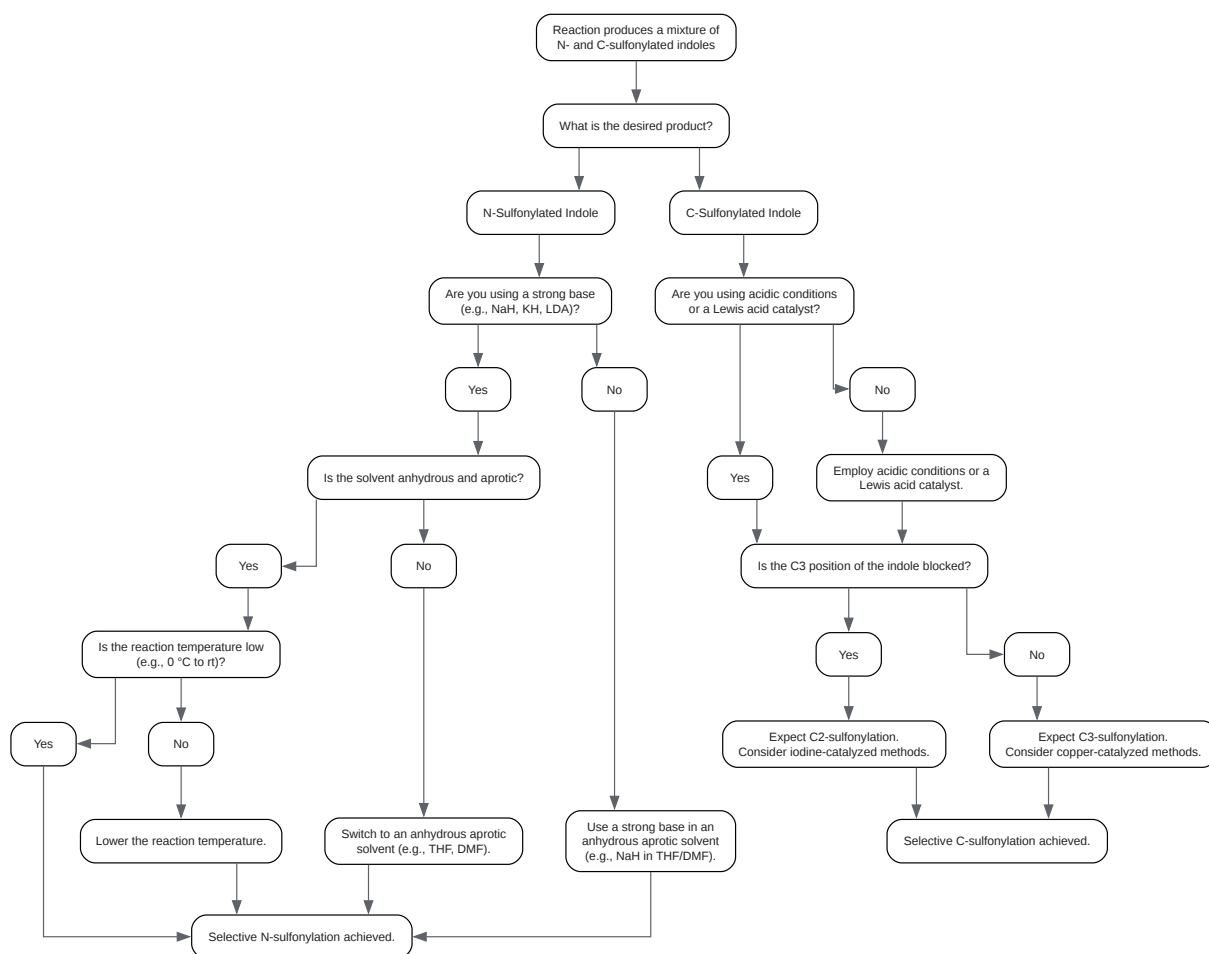 Reaction produces a mixture of
N- and C-sulfonylated indoles
What is the desired product?
N-Sulfonylated Indole
C-Sulfonylated Indole
Are you using a strong base
(e.g., NaH, KH, LDA)?
Are you using acidic conditions
or a Lewis acid catalyst?
Yes
No
No
Is the solvent anhydrous and aprotic?
Yes
Employ acidic conditions or a
Lewis acid catalyst.
Yes
No
Is the C3 position of the indole blocked?
Is the reaction temperature low
(e.g., 0 °C to rt)?
Yes
No
Yes
No
Expect C2-sulfonylation.
Consider iodine-catalyzed methods.
Expect C3-sulfonylation.
Consider copper-catalyzed methods.
Lower the reaction temperature.
Switch to an anhydrous aprotic
solvent (e.g., THF, DMF).
Use a strong base in an
anhydrous aprotic solvent
(e.g., NaH in THF/DMF).
Selective C-sulfonylation achieved.
Selective N-sulfonylation achieved.